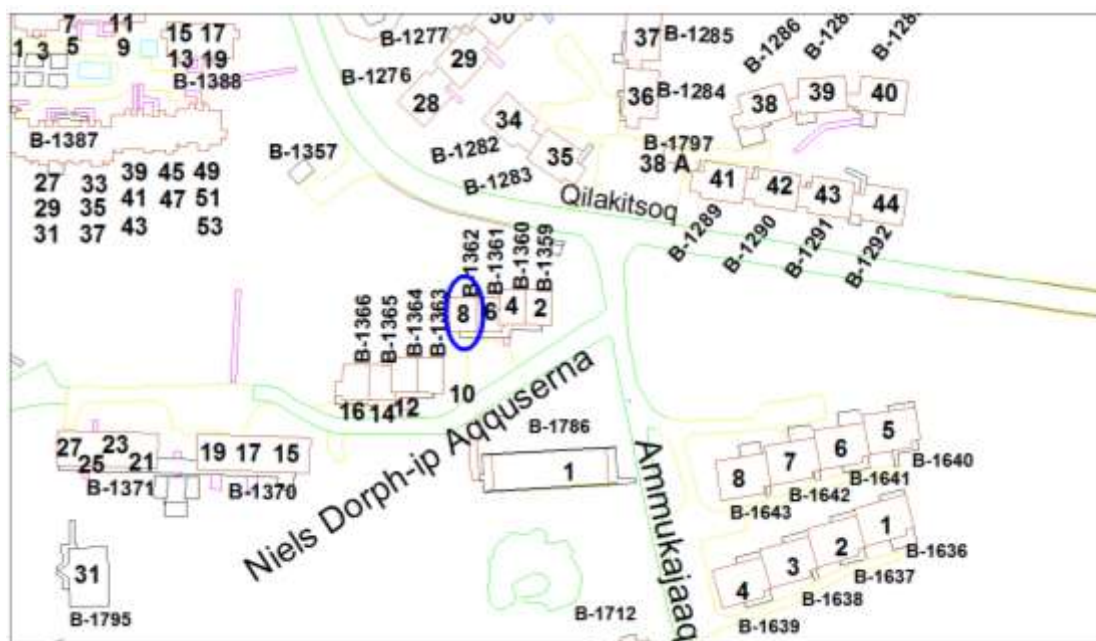 7 11 15 17
1 3 5 9 13 19
B-1388
B-1387
27 33 39 45 49
29 35 41 47 51
31 37 43 53
B-1357
B-1277
30
29
B-1276
28
34
B-1282
35
B-1283
37
B-1285
36
B-1284
B-1286
38 39 40
B-1797
38 A
41 42 43 44
Qilakitsoq
B-1289
B-1290
B-1291
B-1292
B-1362
B-1361
B-1360
B-1359
8 6 4 2
B-1366
B-1365
B-1364
B-1363
16 14 12 10
Niels Dorph-ip Aqquserna
27 23 19 17 15
25 21
B-1371
B-1370
31
B-1795
B-1786
1
B-1712
Ammukajaaq
8 7 6 5
B-1643
B-1642
B-1641
B-1640
4 3 2 1
B-1639
B-1638
B-1637
B-1636